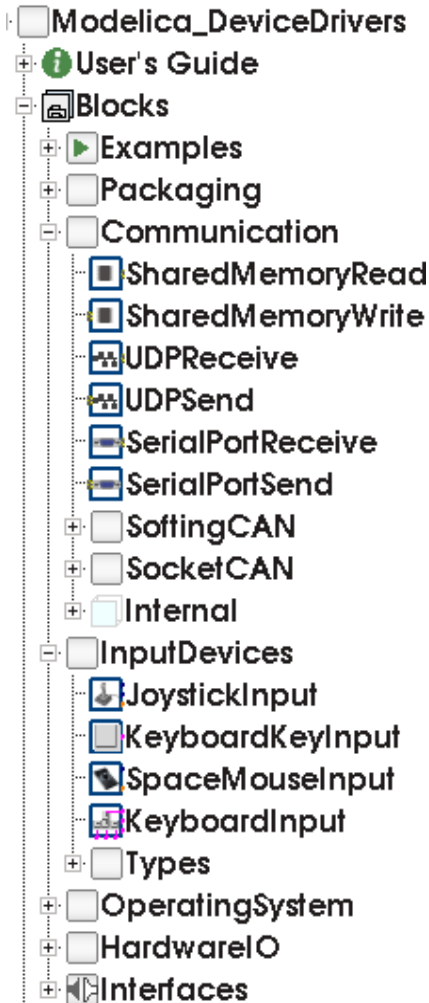 Modelica_DeviceDrivers
User's Guide
Blocks
Examples
Packaging
Communication
SharedMemoryRead
SharedMemoryWrite
UDPReceive
UDPSend
SerialPortReceive
SerialPortSend
SoftingCAN
SocketCAN
Internal
InputDevices
JoystickInput
KeyboardKeyInput
SpaceMouseInput
KeyboardInput
Types
OperatingSystem
HardwareIO
Interfaces